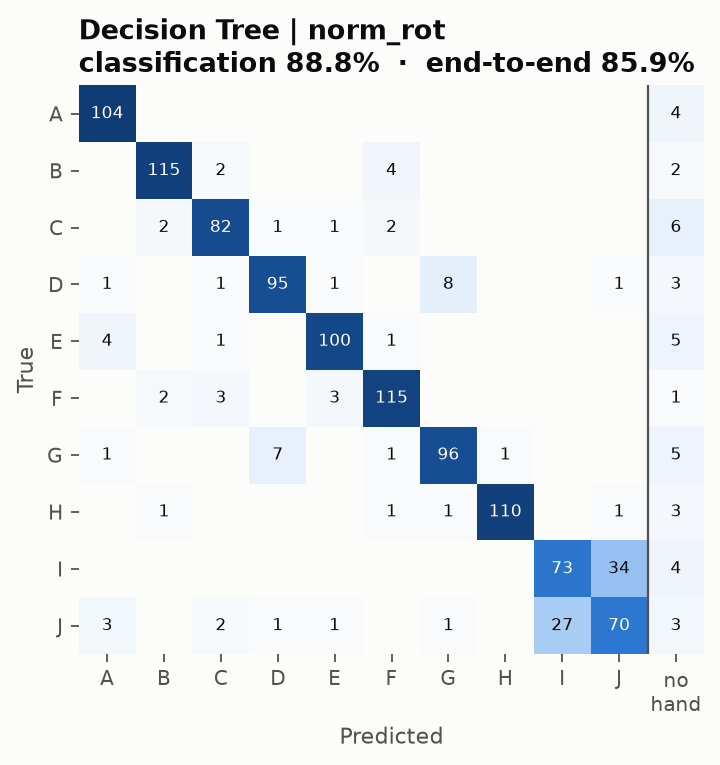 Decision Tree | norm_rot
classification 88.8% · end-to-end 85.9%
A 104 4
B 115 2 4 2
C 2 82 1 1 2 6
D 1 1 95 1 8 1 3
E 4 1 100 1 5
F 2 3 3 115 1
G 1 7 1 96 1 5
H 1 1 1 110 1 3
I 73 34 4
J 3 2 1 1 1 27 70 3
True
A B C D E F G H I J no
hand
Predicted